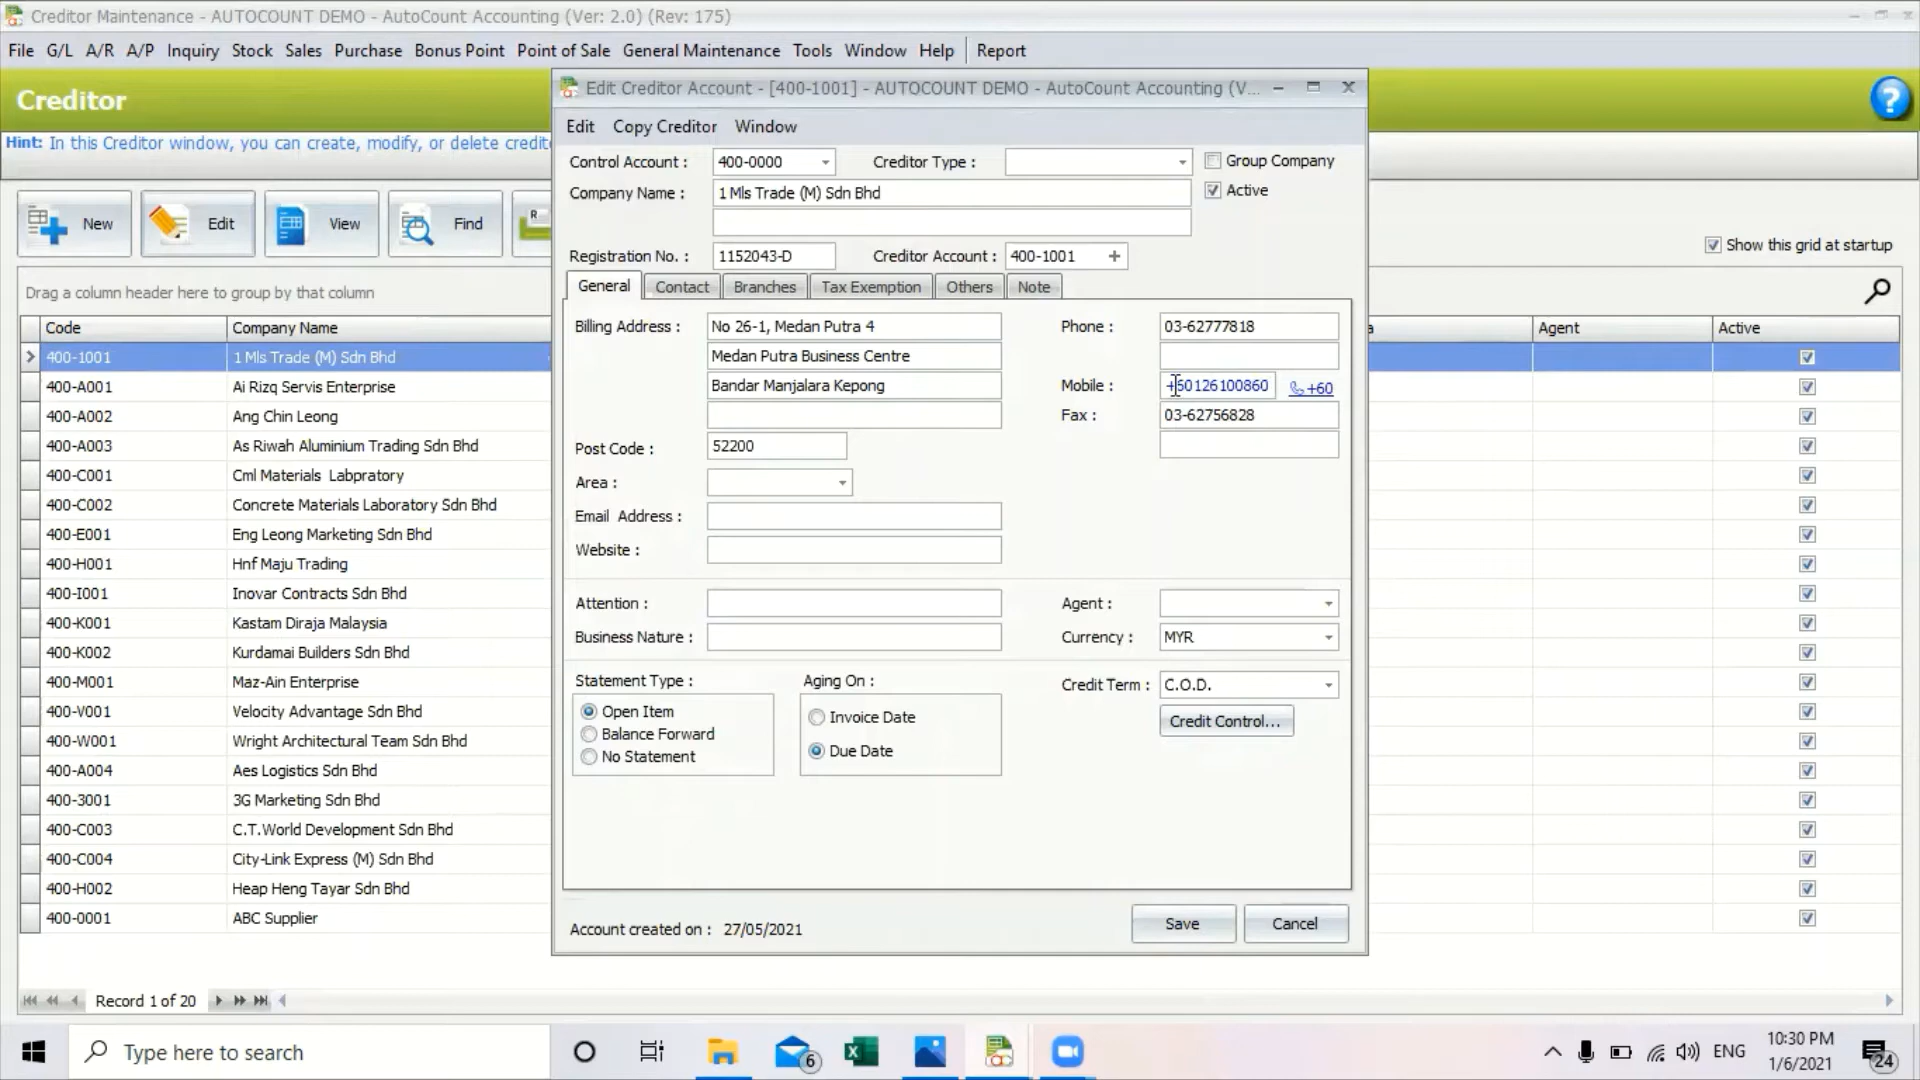 Creditor Maintenance - AUTOCOUNT DEMO - AutoCount Accounting (Ver: 2.0) (Rev: 175)
File G/L A/R A/P Inquiry Stock Sales Purchase Bonus Point Point of Sale General Maintenance Tools Window Help Report
Creditor
?
Hint: In this Creditor window, you can create, modify, or delete credit
New Edit View Find
Show this grid at startup
Drag a column header here to group by that column
Code Company Name Agent Active
400-1001 1 Mls Trade (M) Sdn Bhd
400-A001 Ai Rizq Servis Enterprise
400-A002 Ang Chin Leong
400-A003 As Riwah Aluminium Trading Sdn Bhd
400-C001 Cml Materials Labpratory
400-C002 Concrete Materials Laboratory Sdn Bhd
400-E001 Eng Leong Marketing Sdn Bhd
400-H001 Hnf Maju Trading
400-I001 Inovar Contracts Sdn Bhd
400-K001 Kastam Diraja Malaysia
400-K002 Kurdamai Builders Sdn Bhd
400-M001 Maz-Ain Enterprise
400-V001 Velocity Advantage Sdn Bhd
400-W001 Wright Architectural Team Sdn Bhd
400-A004 Aes Logistics Sdn Bhd
400-3001 3G Marketing Sdn Bhd
400-C003 C.T.World Development Sdn Bhd
400-C004 City-Link Express (M) Sdn Bhd
400-H002 Heap Heng Tayar Sdn Bhd
400-0001 ABC Supplier
Record 1 of 20
Edit Creditor Account - [400-1001] - AUTOCOUNT DEMO - AutoCount Accounting (V...
Edit Copy Creditor Window
Control Account : 400-0000 Creditor Type : Group Company
Company Name : 1 Mls Trade (M) Sdn Bhd Active
Registration No. : 1152043-D Creditor Account : 400-1001 +
General Contact Branches Tax Exemption Others Note
Billing Address : No 26-1, Medan Putra 4 Phone : 03-62777818
Medan Putra Business Centre
Bandar Manjalara Kepong Mobile : +60126100860 +60
Fax : 03-62756828
Post Code : 52200
Area :
Email Address :
Website :
Attention : Agent :
Business Nature : Currency : MYR
Statement Type : Aging On : Credit Term : C.O.D.
Open Item Invoice Date Credit Control...
Balance Forward
Due Date
No Statement
Account created on : 27/05/2021 Save Cancel
Type here to search
6
ENG
10:30 PM
1/6/2021
24